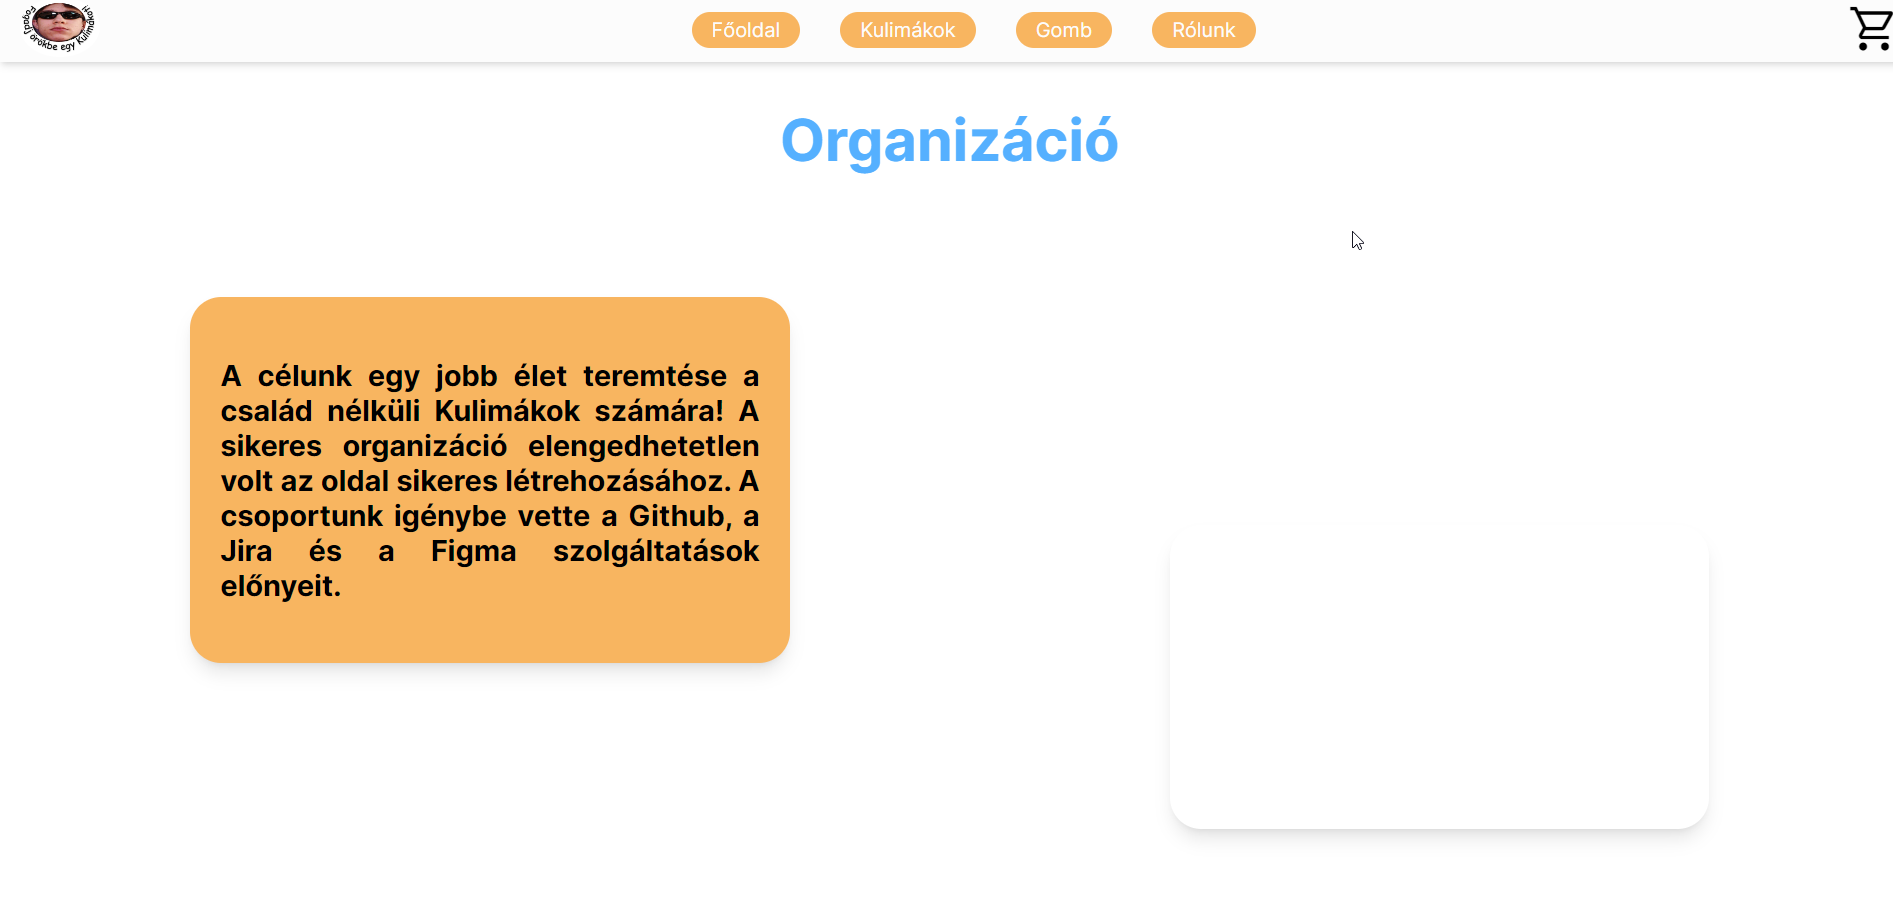 Fogadj örökbe egy Kulimákot!
Főoldal
Kulimákok
Gomb
Rólunk
Organizáció
A célunk egy jobb élet teremtése a
család nélküli Kulimákok számára! A
sikeres organizáció elengedhetetlen
volt az oldal sikeres létrehozásához. A
csoportunk igénybe vette a Github, a
Jira és a Figma szolgáltatások
előnyeit.